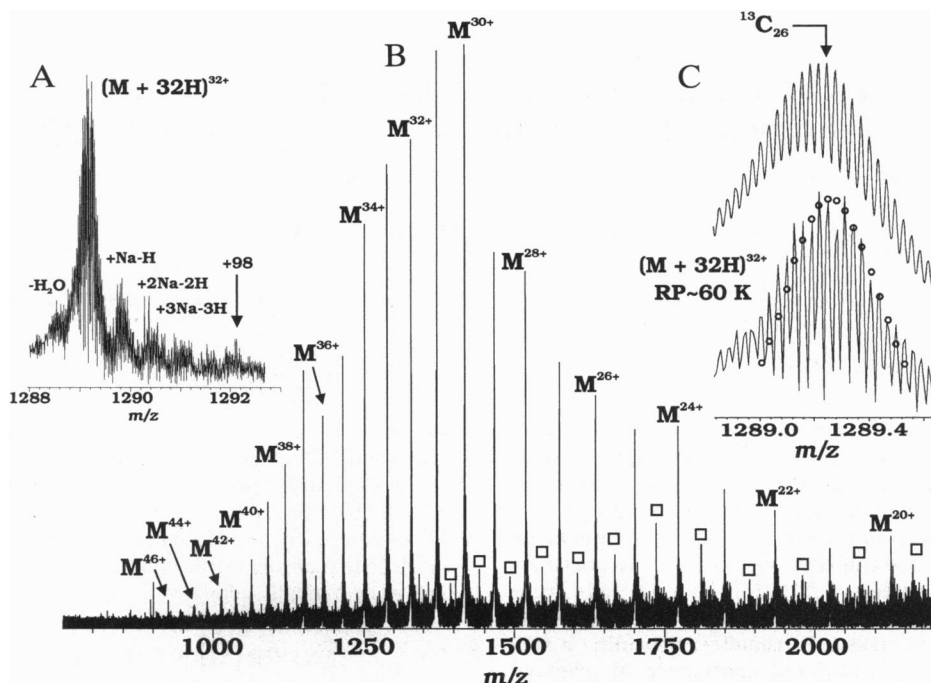 A
(M + 32H)³²⁺
-H₂O
+Na-H
+2Na-2H
+3Na-3H
+98
1288
1290
1292
m/z
B
M³⁰⁺
M³²⁺
M³⁴⁺
M²⁸⁺
M³⁶⁺
M²⁶⁺
M³⁸⁺
M²⁴⁺
M⁴⁰⁺
M⁴²⁺
M⁴⁴⁺
M⁴⁶⁺
M²²⁺
M²⁰⁺
1000
1250
1500
1750
2000
m/z
¹³C₂₆
C
(M + 32H)³²⁺
RP~60 K
1289.0
1289.4
m/z